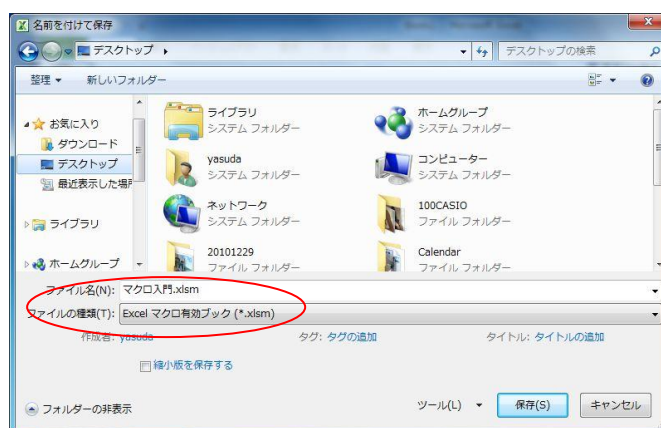 名前を付けて保存
デスクトップ
デスクトップの検索
整理 新しいフォルダー
お気に入り
ダウンロード
デスクトップ
最近表示した場所
ライブラリ
ホームグループ
ライブラリ
システム フォルダー
ホームグループ
システム フォルダー
yasuda
システム フォルダー
コンピューター
システム フォルダー
ネットワーク
システム フォルダー
100CASIO
ファイル フォルダー
20101229
ファイル フォルダー
Calendar
ファイル フォルダー
ファイル名(N): マクロ入門.xlsm
ファイルの種類(T): Excel マクロ有効ブック (*.xlsm)
作成者: yasuda タグ: タグの追加 タイトル: タイトルの追加
縮小版を保存する
フォルダーの非表示 ツール(L) 保存(S) キャンセル